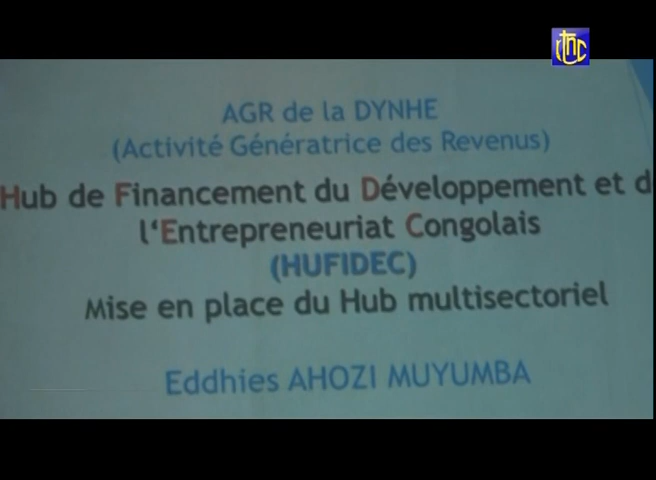 AGR de la DYNHE
(Activité Génératrice des Revenus)
Hub de Financement du Développement et d
l'Entrepreneuriat Congolais
(HUFIDEC)
Mise en place du Hub multisectoriel
Eddhies AHOZI MUYUMBA